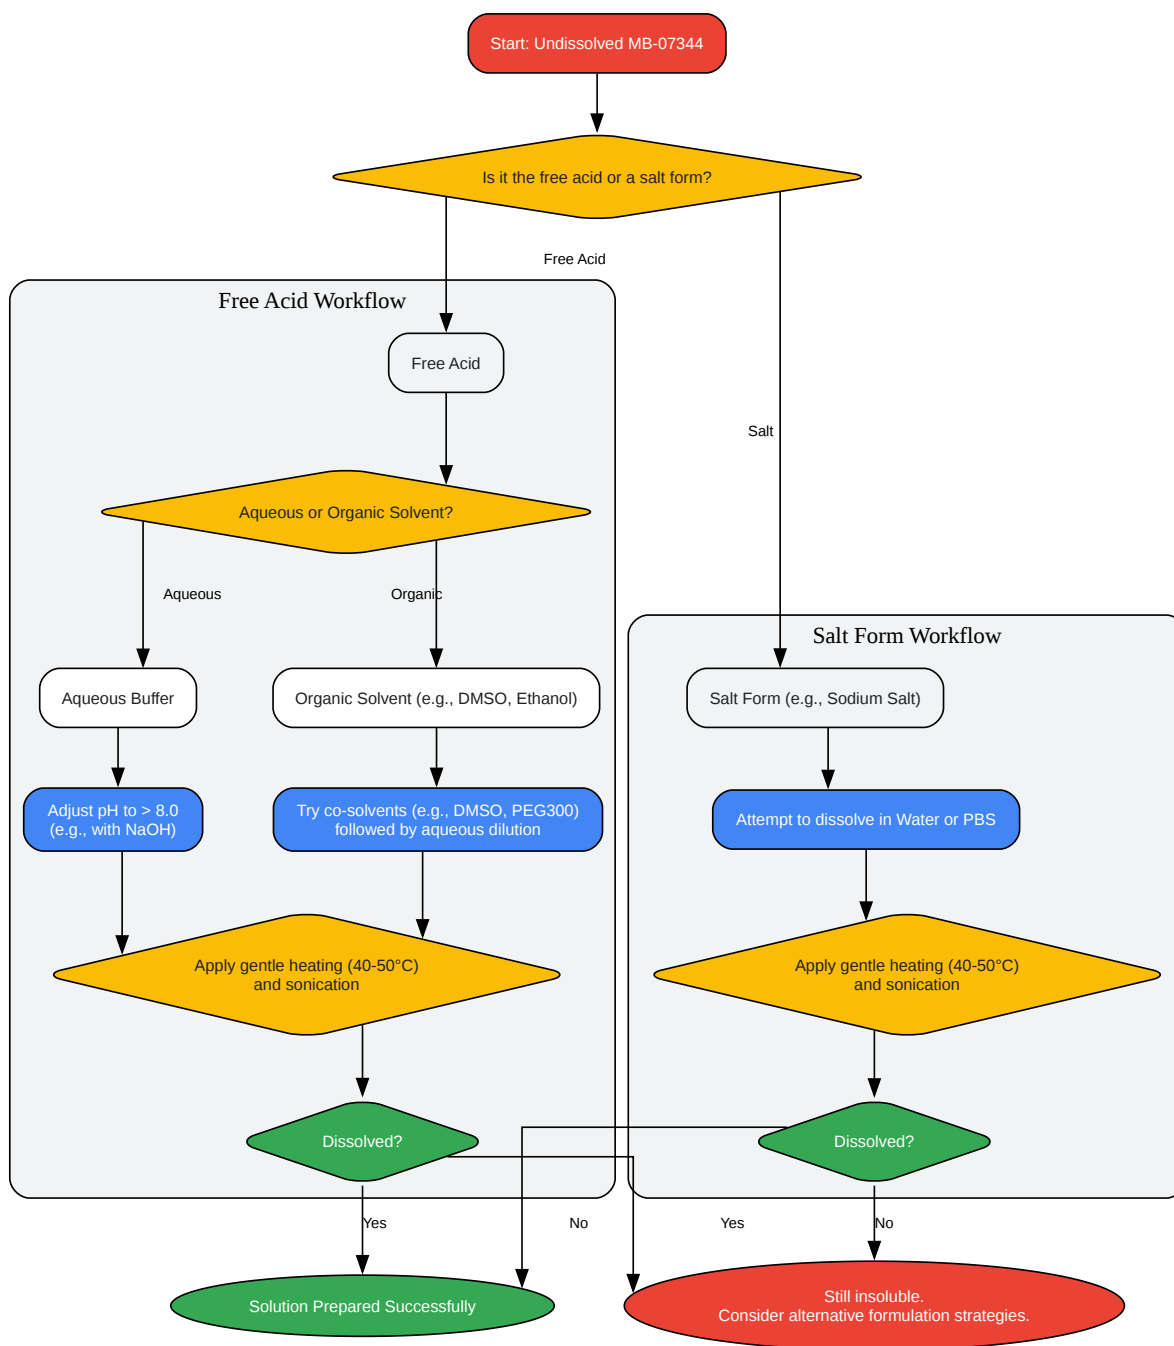 Start: Undissolved MB-07344
Is it the free acid or a salt form?
Free Acid
Free Acid Workflow
Free Acid
Salt
Aqueous or Organic Solvent?
Aqueous
Organic
Salt Form Workflow
Aqueous Buffer
Organic Solvent (e.g., DMSO, Ethanol)
Salt Form (e.g., Sodium Salt)
Adjust pH to > 8.0
(e.g., with NaOH)
Try co-solvents (e.g., DMSO, PEG300)
followed by aqueous dilution
Attempt to dissolve in Water or PBS
Apply gentle heating (40-50°C)
and sonication
Apply gentle heating (40-50°C)
and sonication
Dissolved?
Dissolved?
Yes
No
Yes
No
Solution Prepared Successfully
Still insoluble.
Consider alternative formulation strategies.